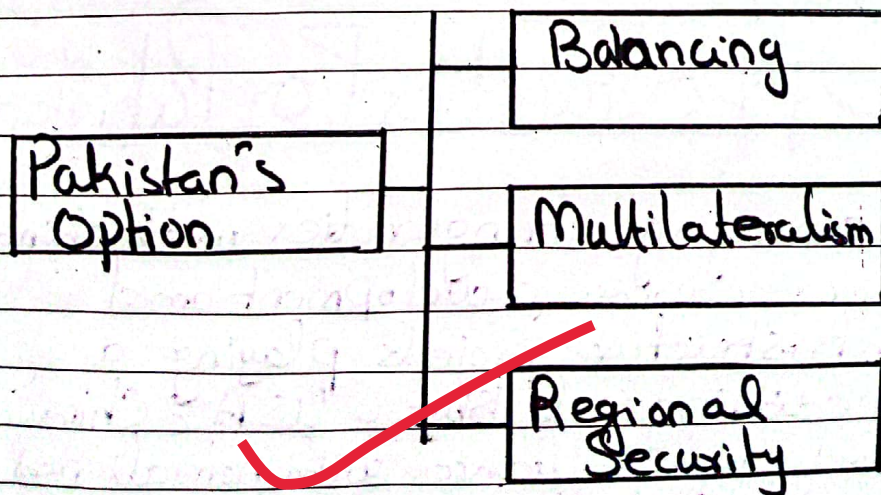 Balancing
Pakistan's
Option
Multilateralism
Regional
Security